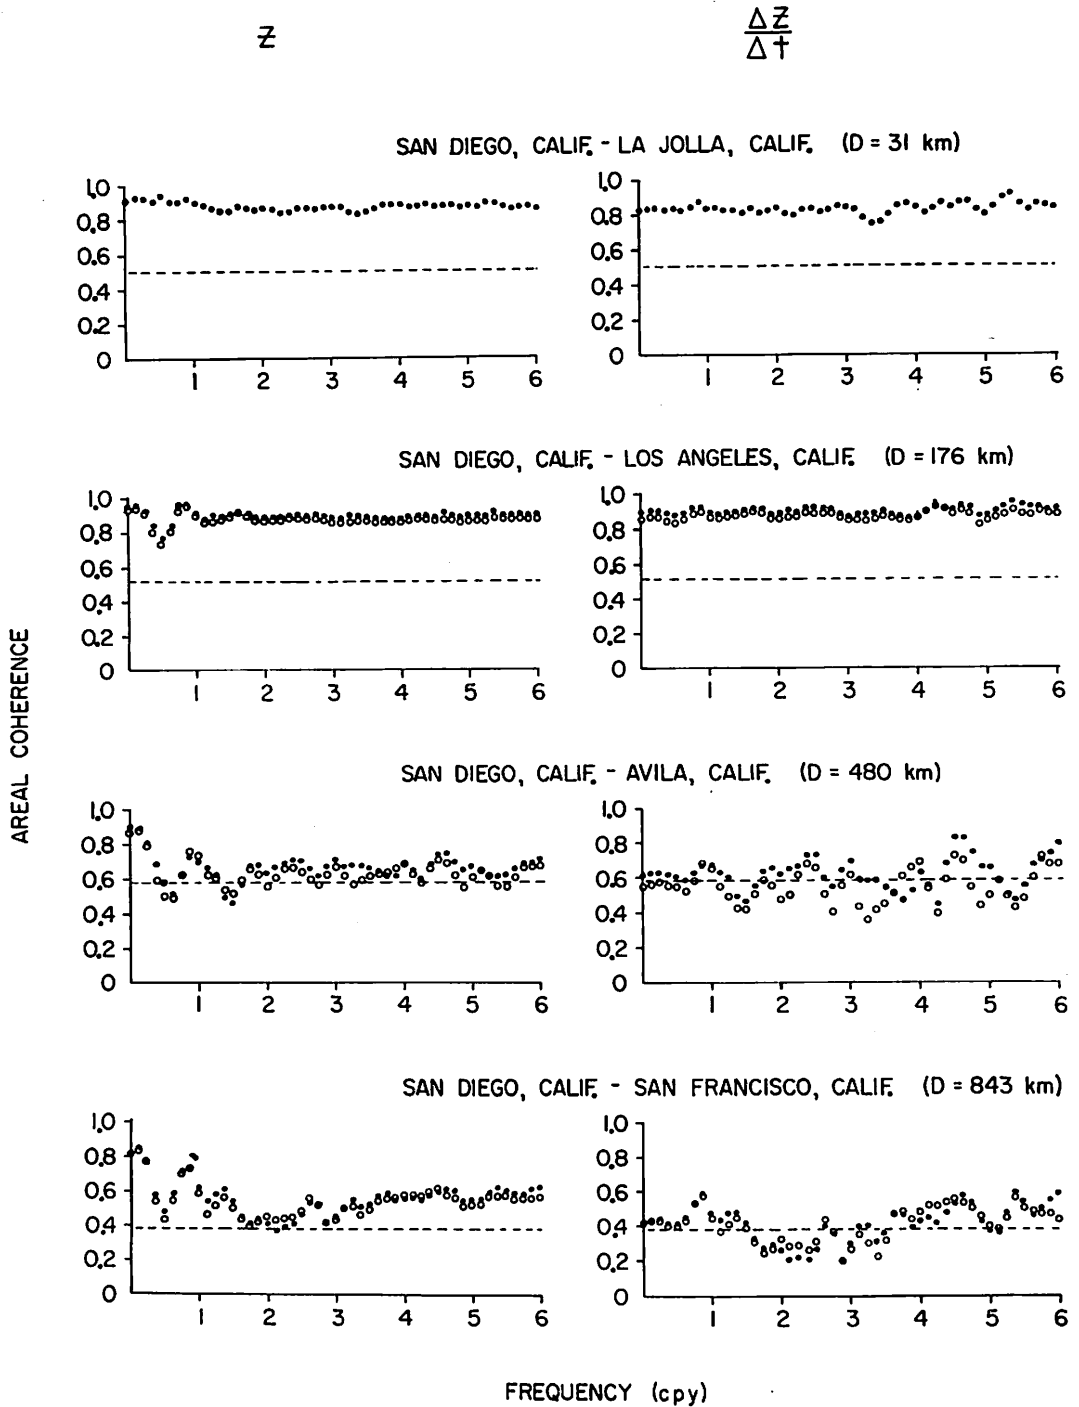 Z
ΔZ
Δt
SAN DIEGO, CALIF. - LA JOLLA, CALIF. (D = 31 km)
1.0
0.8
0.6
0.4
0.2
0
1 2 3 4 5 6
1.0
0.8
0.6
0.4
0.2
0
1 2 3 4 5 6
SAN DIEGO, CALIF. - LOS ANGELES, CALIF. (D = 176 km)
1.0
0.8
0.6
0.4
0.2
0
1 2 3 4 5 6
1.0
0.8
0.6
0.4
0.2
0
1 2 3 4 5 6
AREAL COHERENCE
SAN DIEGO, CALIF. - AVILA, CALIF. (D = 480 km)
1.0
0.8
0.6
0.4
0.2
0
1 2 3 4 5 6
1.0
0.8
0.6
0.4
0.2
0
1 2 3 4 5 6
SAN DIEGO, CALIF. - SAN FRANCISCO, CALIF. (D = 843 km)
1.0
0.8
0.6
0.4
0.2
0
1 2 3 4 5 6
1.0
0.8
0.6
0.4
0.2
0
1 2 3 4 5 6
FREQUENCY (cpy)